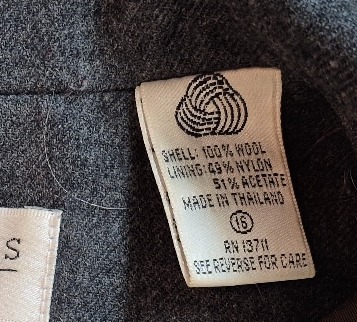 SHELL: 100% WOOL
LINING: 49% NYLON
51% ACETATE
MADE IN THAILAND
16
RN 13711
SEE REVERSE FOR CARE
S